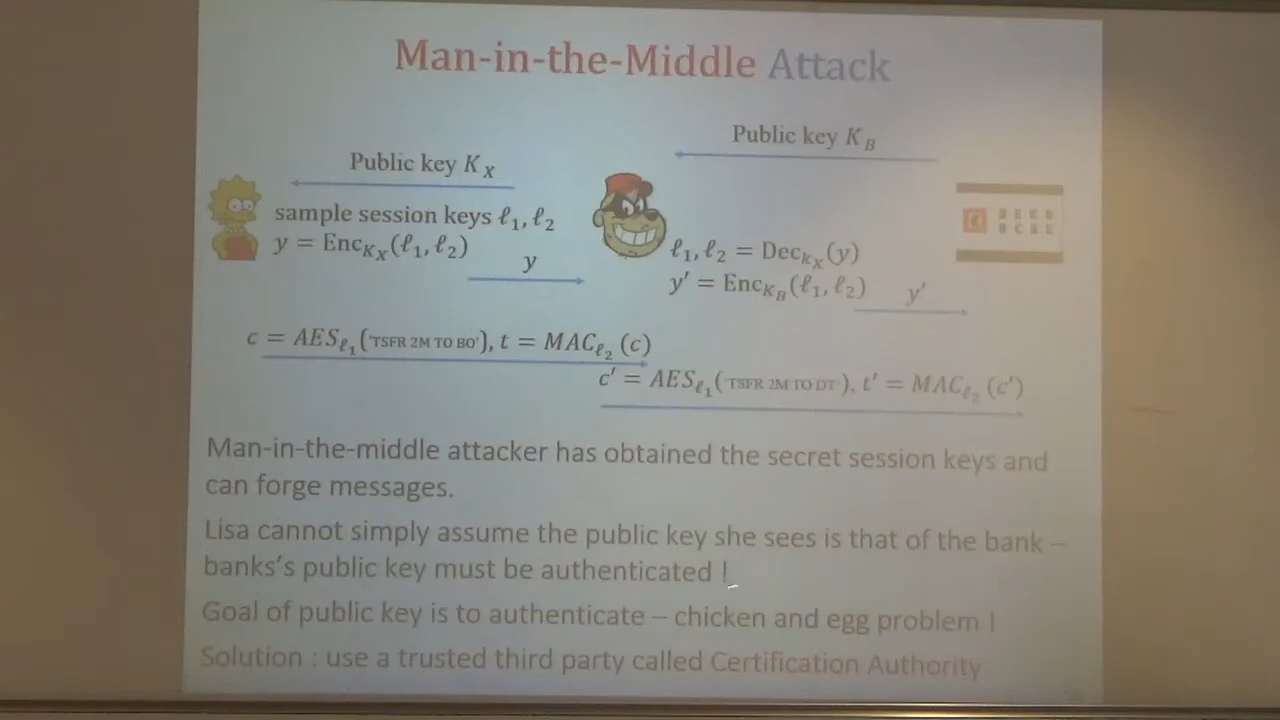 Man-in-the-Middle Attack
Public key K_B
Public key K_X
sample session keys ℓ₁, ℓ₂
y = Enc_{K_X}(ℓ₁, ℓ₂)
y
ℓ₁, ℓ₂ = Dec_{k_X}(y)
y′ = Enc_{K_B}(ℓ₁, ℓ₂)
y′
c = AES_{ℓ₁}('TSFR 2M TO BO'), t = MAC_{ℓ₂}(c)
c′ = AES_{ℓ₁}('TSFR 2M TO DT'), t′ = MAC_{ℓ₂}(c′)
Man-in-the-middle attacker has obtained the secret session keys and
can forge messages.
Lisa cannot simply assume the public key she sees is that of the bank –
banks's public key must be authenticated !
Goal of public key is to authenticate – chicken and egg problem !
Solution : use a trusted third party called Certification Authority